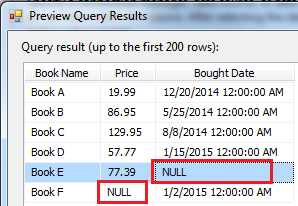 Preview Query Results
Query result (up to the first 200 rows):
Book Name Price Bought Date
Book A 19.99 12/20/2014 12:00:00 AM
Book B 86.95 5/25/2014 12:00:00 AM
Book C 129.95 8/8/2014 12:00:00 AM
Book D 57.77 1/15/2015 12:00:00 AM
Book E 77.39 NULL
Book F NULL 1/2/2015 12:00:00 AM